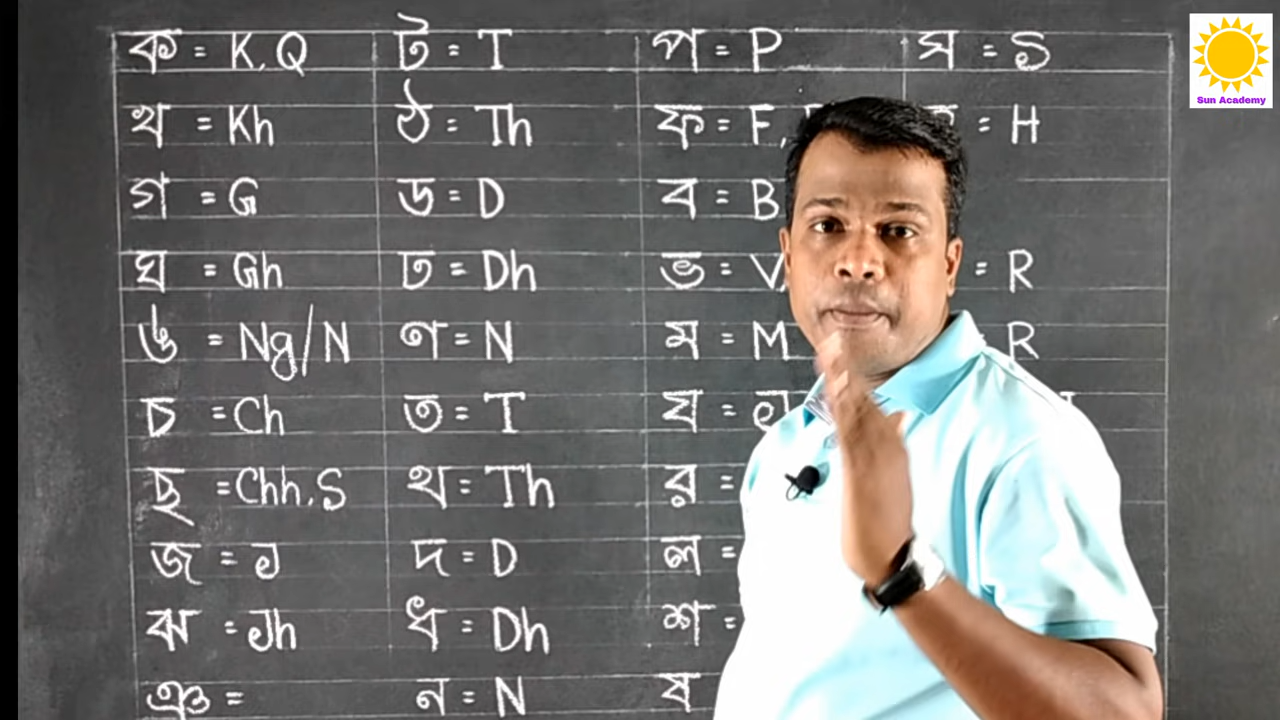 ক = K, Q ট = T প = P স = S
খ = Kh ঠ = Th ফ = F, = H
গ = G ড = D ব = B
ঘ = Gh ঢ = Dh ভ = V = R
ঙ = Ng/N ণ = N ম = M = R
চ = Ch ত = T য = J
ছ = Chh, S থ = Th র =
জ = J দ = D ল =
ঝ = Jh ধ = Dh শ =
ঞ = ন = N ষ
Sun Academy